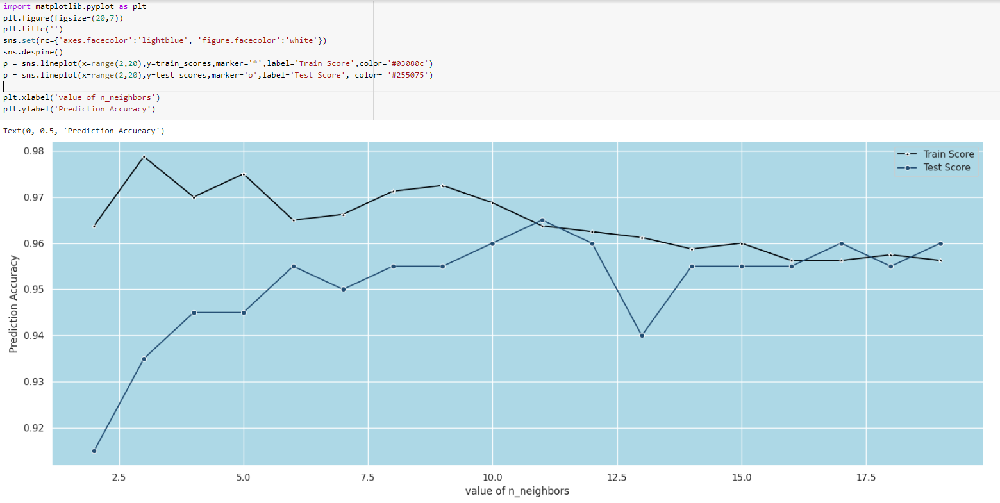 import matplotlib.pyplot as plt
plt.figure(figsize=(20,7))
plt.title('')
sns.set(rc={'axes.facecolor':'lightblue', 'figure.facecolor':'white'})
sns.despine()
p = sns.lineplot(x=range(2,20),y=train_scores,marker='*',label='Train Score',color='#03080c')
p = sns.lineplot(x=range(2,20),y=test_scores,marker='o',label='Test Score', color= '#255075')
plt.xlabel('value of n_neighbors')
plt.ylabel('Prediction Accuracy')
Text(0, 0.5, 'Prediction Accuracy')
Train Score
Test Score
Prediction Accuracy
0.98
0.97
0.96
0.95
0.94
0.93
0.92
2.5 5.0 7.5 10.0 12.5 15.0 17.5
value of n_neighbors